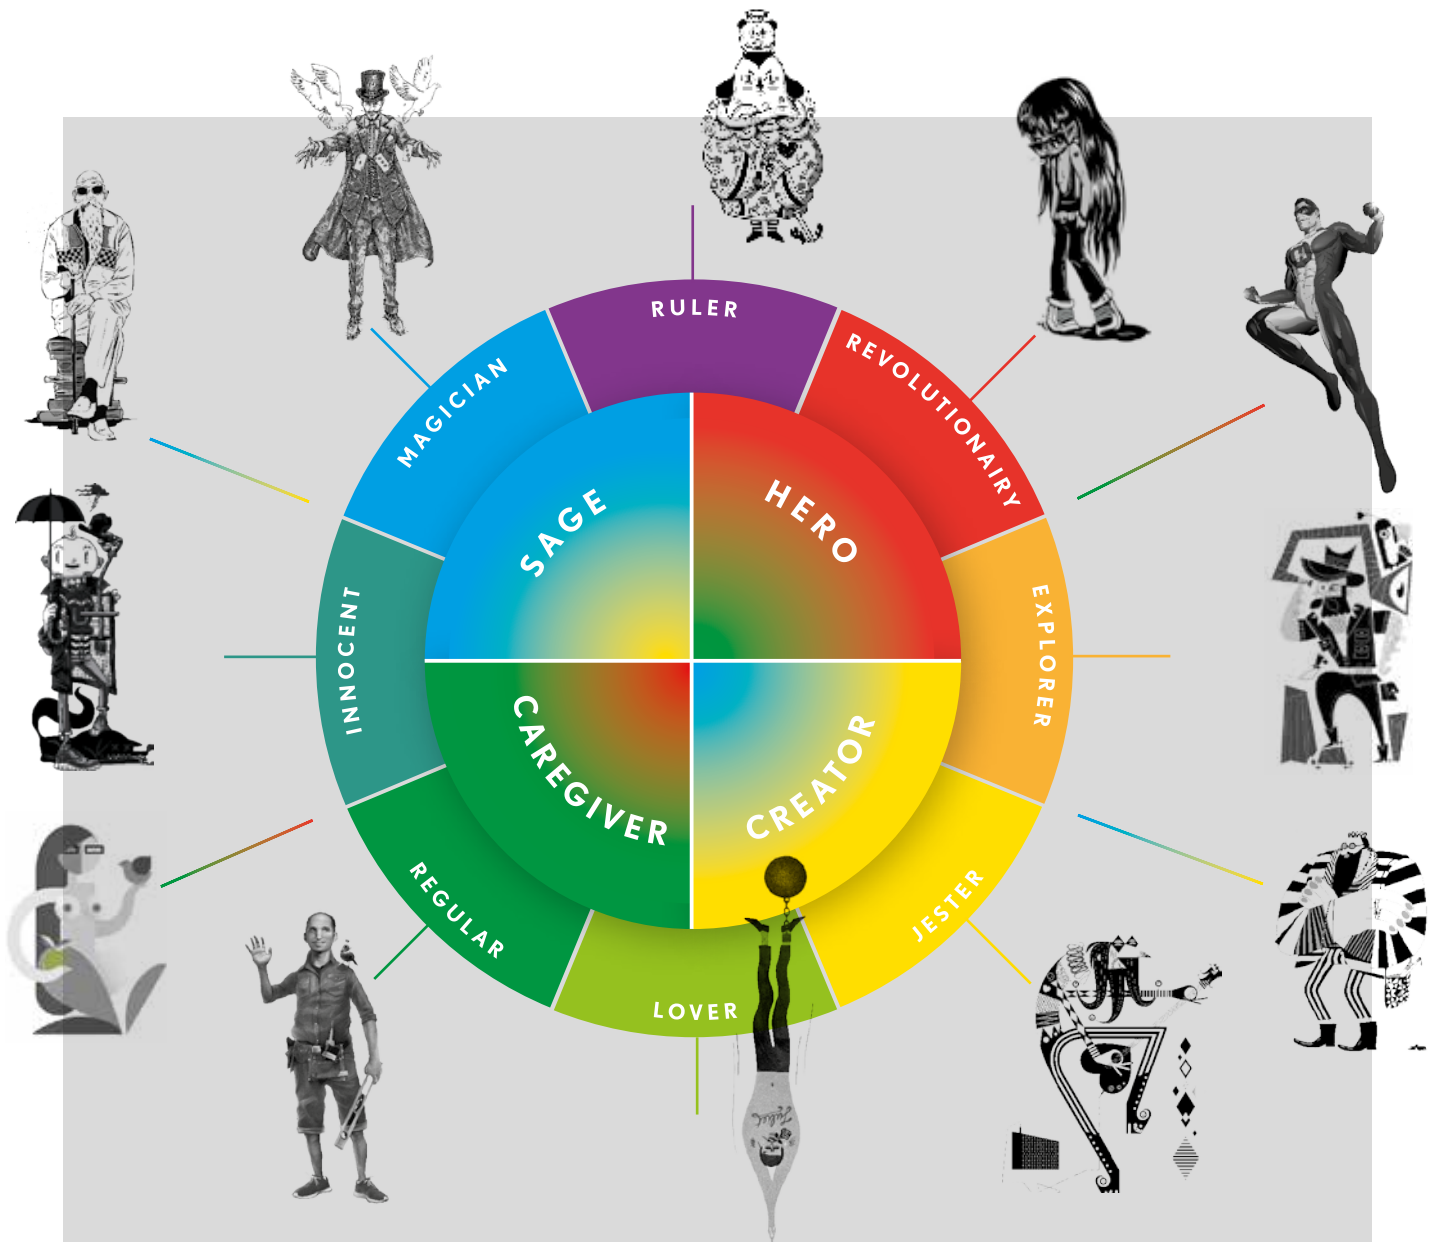 RULER
MAGICIAN
REVOLUTIONAIRY
SAGE
HERO
INNOCENT
EXPLORER
CAREGIVER
CREATOR
REGULAR
JESTER
LOVER